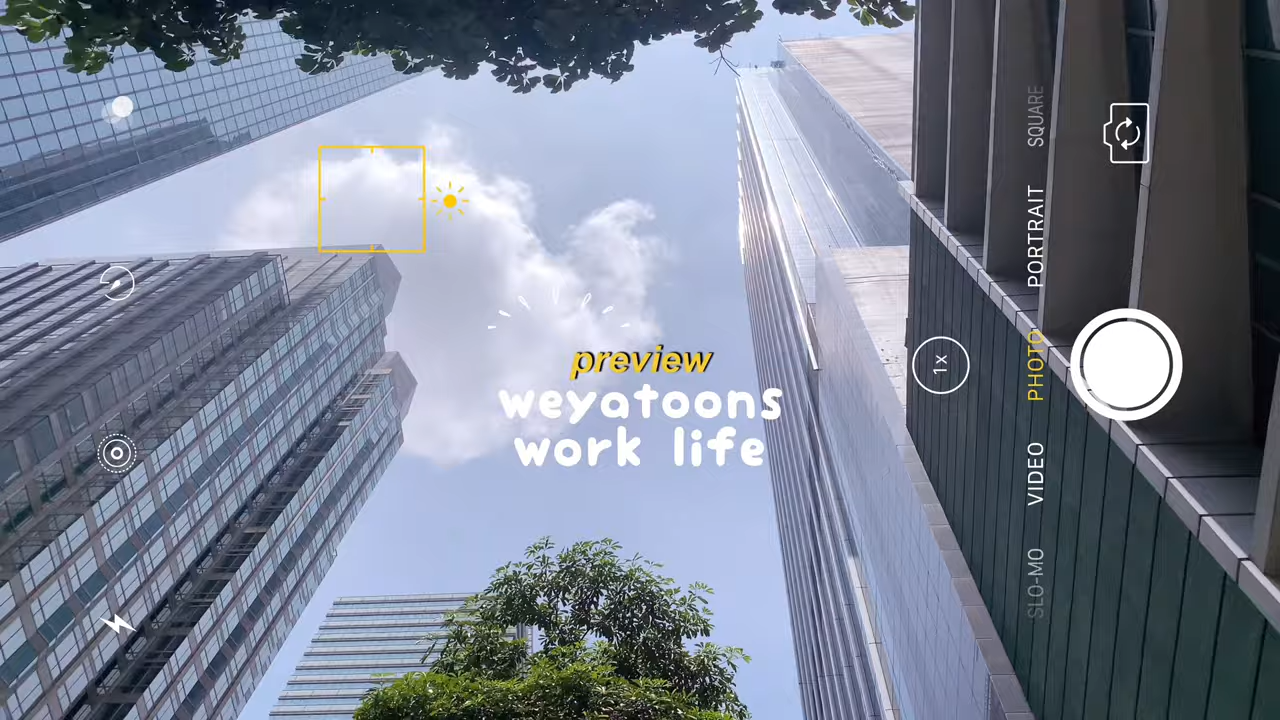 preview
weyatoons
work life
1x
SQUARE
PORTRAIT
PHOTO
VIDEO
SLO-MO